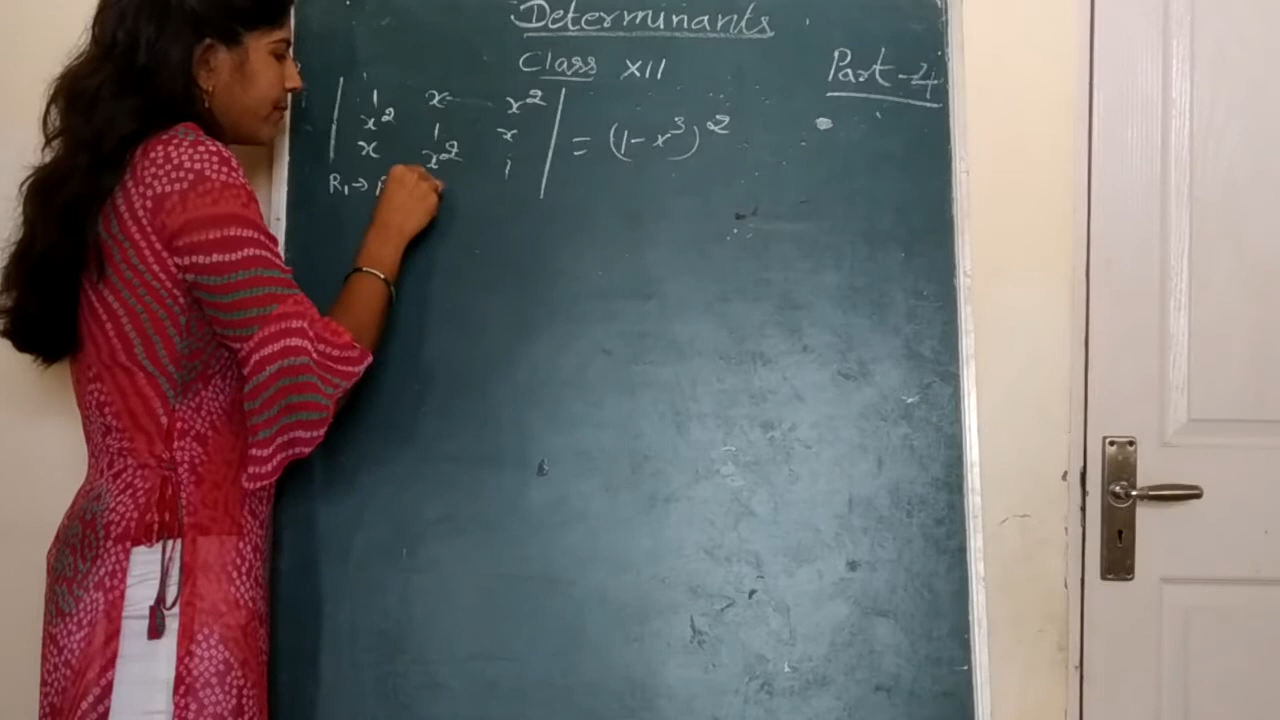 Determinants
Class XII
Part-4
| 1 x x² |
| x² 1 x | = (1-x³)²
| x x² 1 |
R₁→